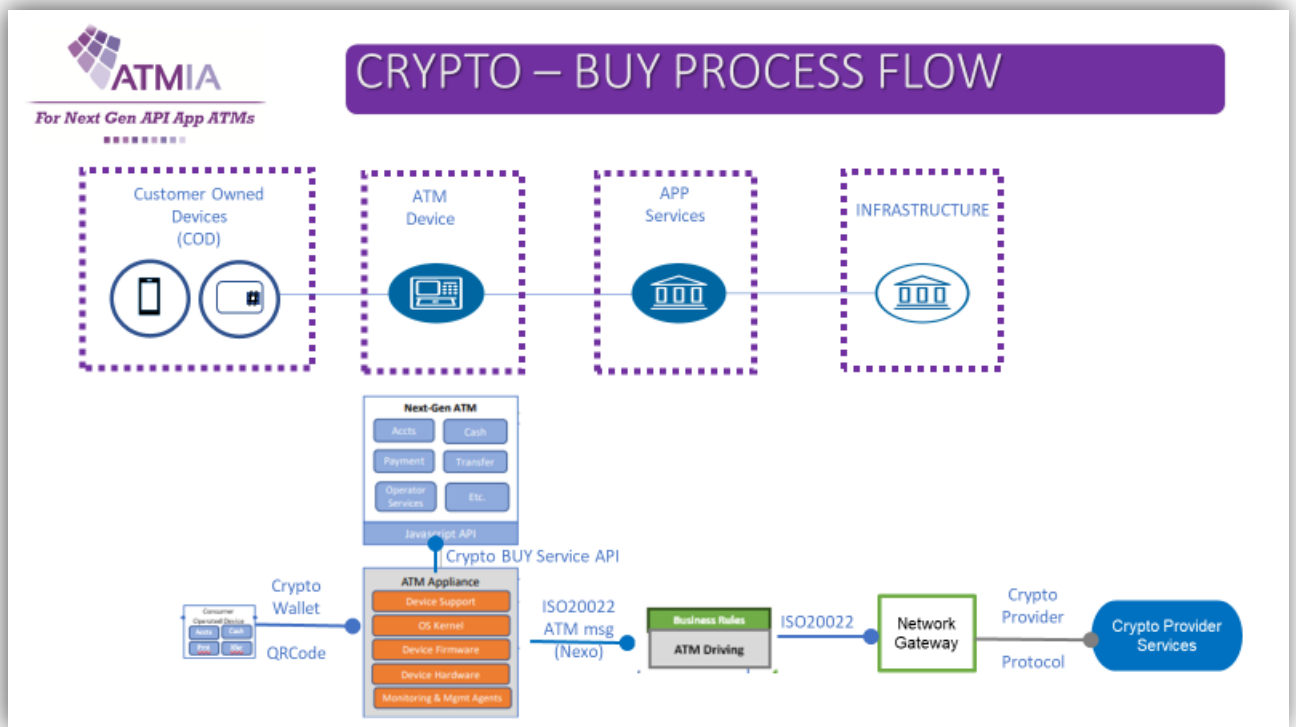 ATMIA
For Next Gen API App ATMs
CRYPTO – BUY PROCESS FLOW
Customer Owned
Devices
(COD)
ATM
Device
APP
Services
INFRASTRUCTURE
Next-Gen ATM
Accts
Cash
Payment
Transfer
Operator
Services
Etc.
Javascript API
Crypto BUY Service API
Consumer
Operated Device
Accts
Cash
Crypto
Wallet
QRCode
ATM Appliance
Device Support
OS Kernel
Device Firmware
Device Hardware
Monitoring & Mgmt Agents
ISO20022
ATM msg
(Nexo)
Business Rules
ATM Driving
ISO20022
Network
Gateway
Crypto
Provider
Protocol
Crypto Provider
Services